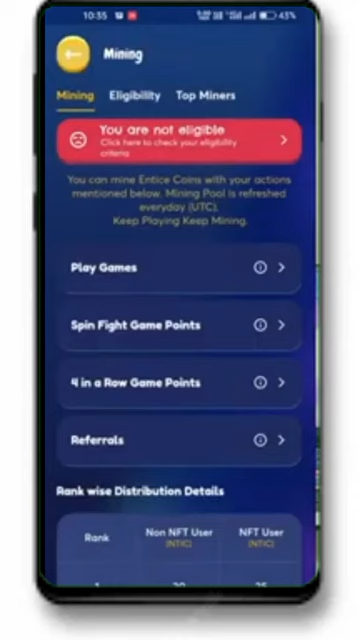 10:35
43%
Mining
Mining Eligibility Top Miners
You are not eligible
Click here to check your eligibility
criteria
You can mine Entice Coins with your actions
mentioned below. Mining Pool is refreshed
everyday (UTC).
Keep Playing Keep Mining.
Play Games
Spin Fight Game Points
4 in a Row Game Points
Referrals
Rank wise Distribution Details
Rank Non NFT User NFT User
(NTIC) (NTIC)